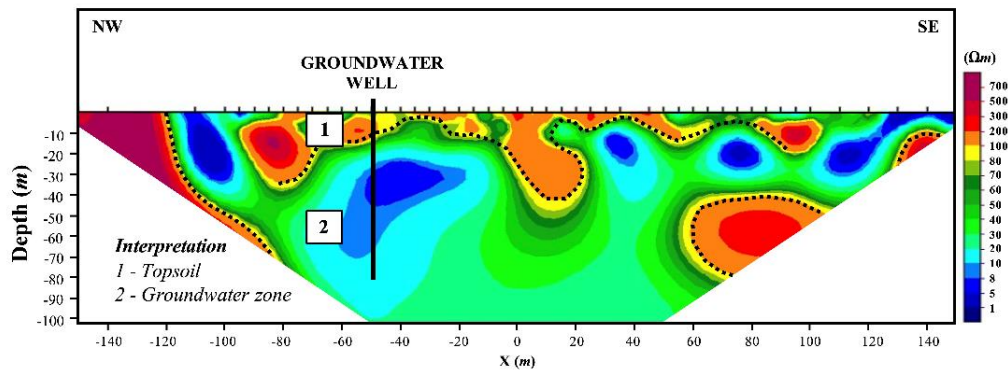 NW
SE
GROUNDWATER
WELL
(Ωm)
700
500
300
200
100
80
70
60
50
40
30
20
10
8
5
1
Depth (m)
-10
-20
-30
-40
-50
-60
-70
-80
-90
-100
1
2
Interpretation
1 - Topsoil
2 - Groundwater zone
-140 -120 -100 -80 -60 -40 -20 0 20 40 60 80 100 120 140
X (m)